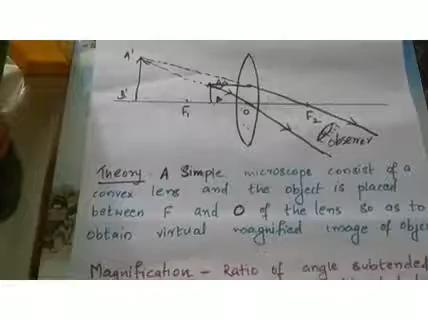 A'
A
B'
F₁
B
O
F₂
Observer
Theory: A Simple microscope consist of a
convex lens and the object is placed
between F and O of the lens so as to
obtain virtual magnified image of objec
Magnification - Ratio of angle subtended